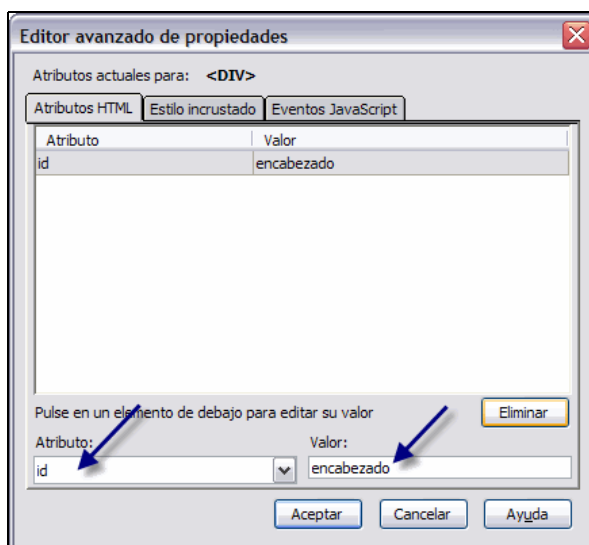 Editor avanzado de propiedades
Atributos actuales para: <DIV>
Atributos HTML Estilo incrustado Eventos JavaScript
Atributo Valor
id encabezado
Pulse en un elemento de debajo para editar su valor Eliminar
Atributo: Valor:
id encabezado
Aceptar Cancelar Ayuda